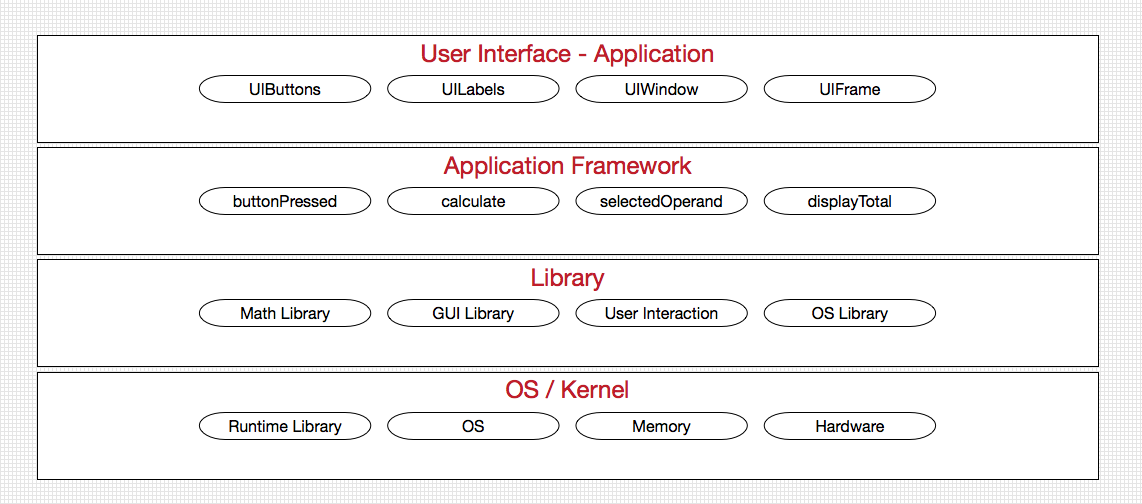 User Interface - Application
UIButtons UILabels UIWindow UIFrame
Application Framework
buttonPressed calculate selectedOperand displayTotal
Library
Math Library GUI Library User Interaction OS Library
OS / Kernel
Runtime Library OS Memory Hardware